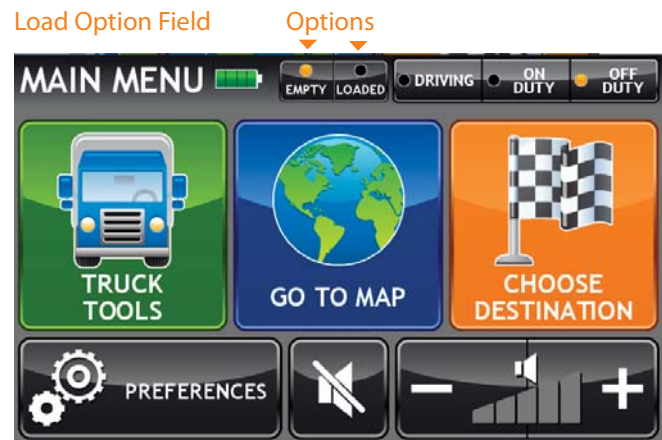 Load Option Field Options
MAIN MENU EMPTY LOADED DRIVING ON DUTY OFF DUTY
TRUCK TOOLS
GO TO MAP
CHOOSE DESTINATION
PREFERENCES